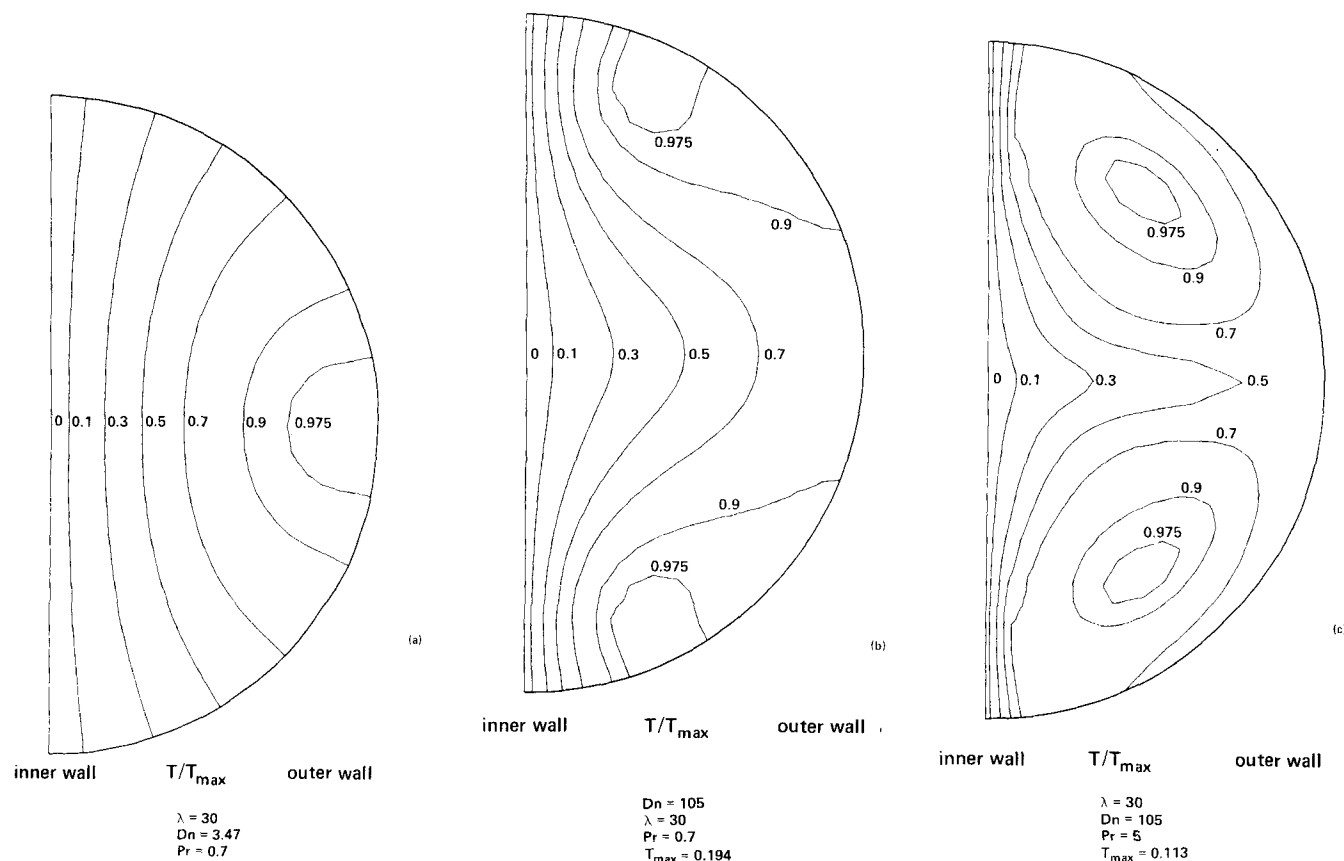 0 0.1 0.3 0.5 0.7 0.9 0.975
(a)
inner wall T/Tmax outer wall
λ = 30
Dn = 3.47
Pr = 0.7
0.975
0.9
0 0.1 0.3 0.5 0.7
0.9
0.975
(b)
inner wall T/Tmax outer wall
Dn = 105
λ = 30
Pr = 0.7
Tmax = 0.194
0.975
0.9
0.7
0 0.1 0.3 0.5
0.7
0.9
0.975
(c)
inner wall T/Tmax outer wall
λ = 30
Dn = 105
Pr = 5
Tmax = 0.113